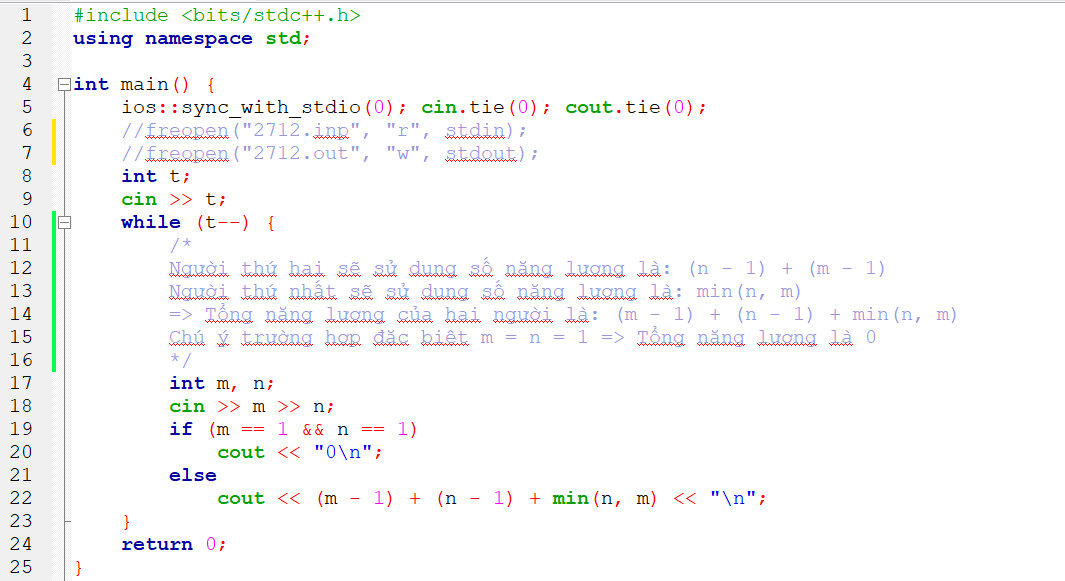 1 #include <bits/stdc++.h>
2 using namespace std;
3
4 int main() {
5 ios::sync_with_stdio(0); cin.tie(0); cout.tie(0);
6 //freopen("2712.inp", "r", stdin);
7 //freopen("2712.out", "w", stdout);
8 int t;
9 cin >> t;
10 while (t--) {
11 /*
12 Người thứ hai sẽ sử dụng số năng lượng là: (n - 1) + (m - 1)
13 Người thứ nhất sẽ sử dụng số năng lượng là: min(n, m)
14 => Tổng năng lượng của hai người là: (m - 1) + (n - 1) + min(n, m)
15 Chú ý trường hợp đặc biệt m = n = 1 => Tổng năng lượng là 0
16 */
17 int m, n;
18 cin >> m >> n;
19 if (m == 1 && n == 1)
20 cout << "0\n";
21 else
22 cout << (m - 1) + (n - 1) + min(n, m) << "\n";
23 }
24 return 0;
25 }